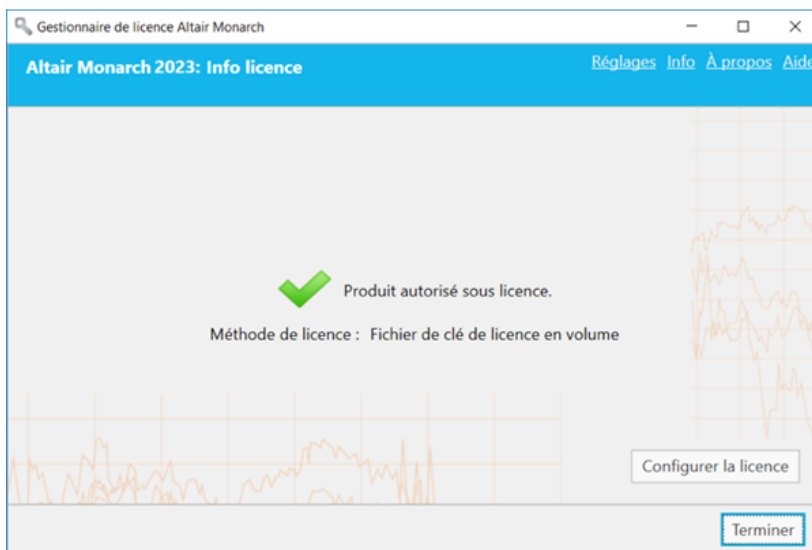 Gestionnaire de licence Altair Monarch
Altair Monarch 2023: Info licence
Réglages Info À propos Aide
Produit autorisé sous licence.
Méthode de licence : Fichier de clé de licence en volume
Configurer la licence
Terminer